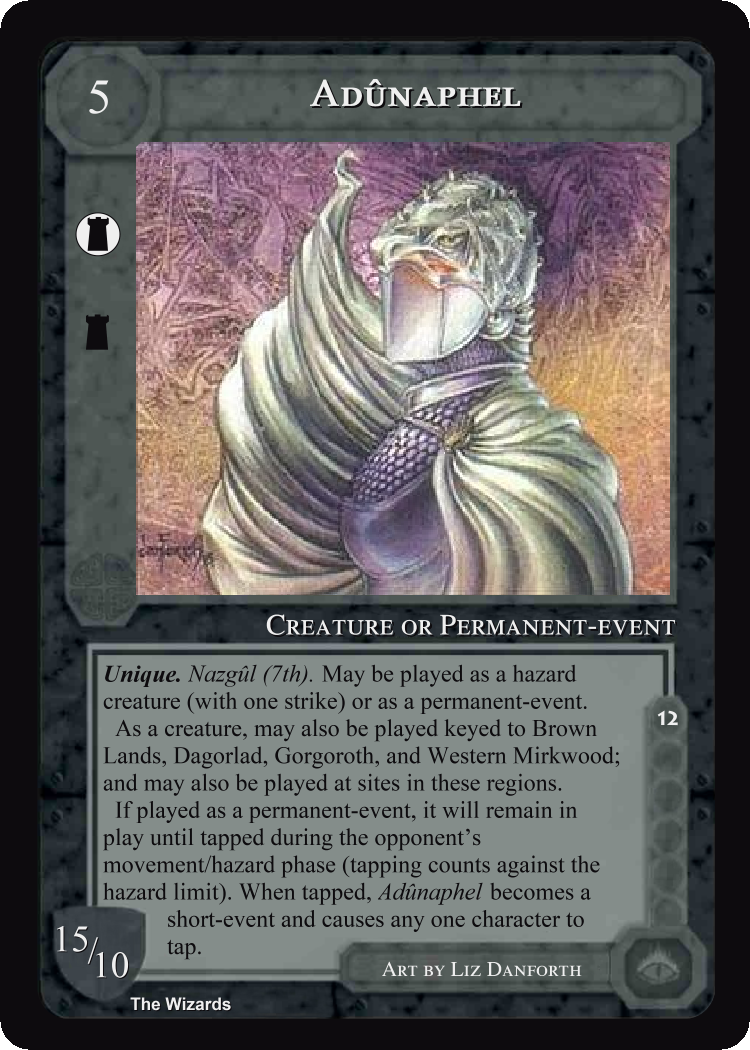 5
ADÛNAPHEL
CREATURE OR PERMANENT-EVENT
Unique. Nazgûl (7th). May be played as a hazard
creature (with one strike) or as a permanent-event.
As a creature, may also be played keyed to Brown
Lands, Dagorlad, Gorgoroth, and Western Mirkwood;
and may also be played at sites in these regions.
If played as a permanent-event, it will remain in
play until tapped during the opponent's
movement/hazard phase (tapping counts against the
hazard limit). When tapped, Adûnaphel becomes a
short-event and causes any one character to
tap.
12
15/10
ART BY LIZ DANFORTH
The Wizards